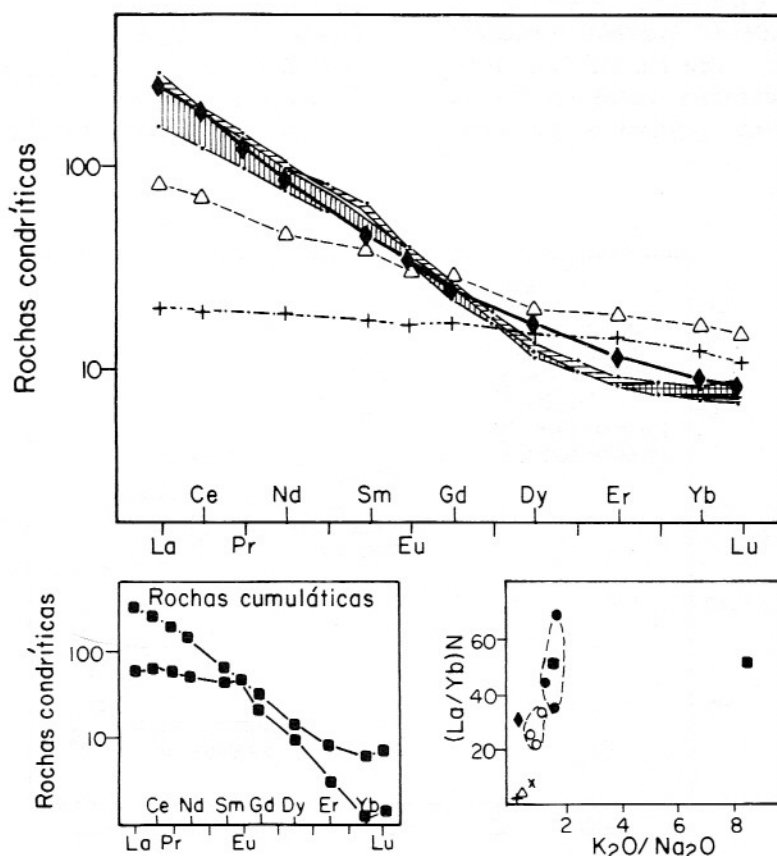 Rochas condríticas
100
10
Ce Nd Sm Gd Dy Er Yb
La Pr Eu Lu
Rochas cumuláticas
Rochas condríticas
100
10
Ce Nd Sm Gd Dy Er Yb
La Pr Eu Lu
(La/Yb)N
60
40
20
2 4 6 8
K₂O/Na₂O